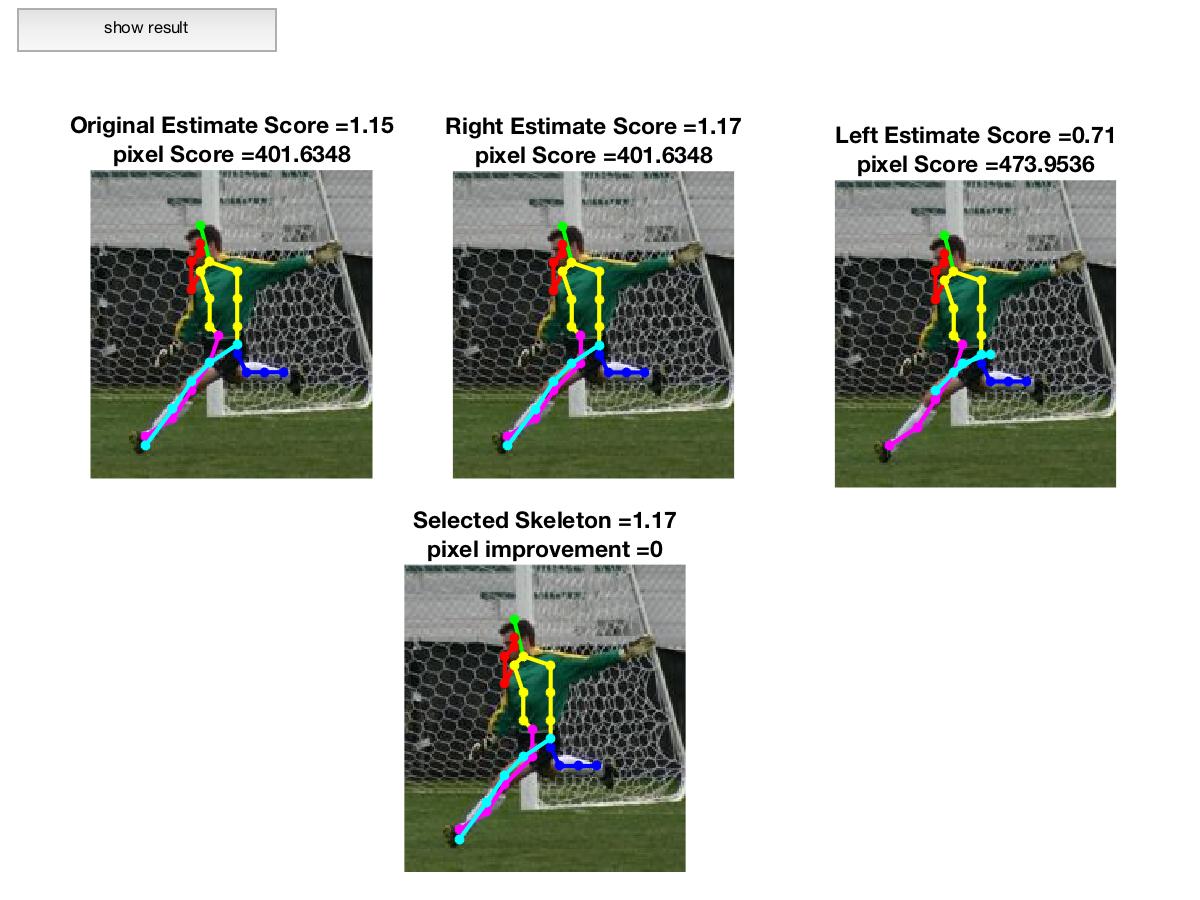 show result
Original Estimate Score =1.15
pixel Score =401.6348
Right Estimate Score =1.17
pixel Score =401.6348
Left Estimate Score =0.71
pixel Score =473.9536
Selected Skeleton =1.17
pixel improvement =0